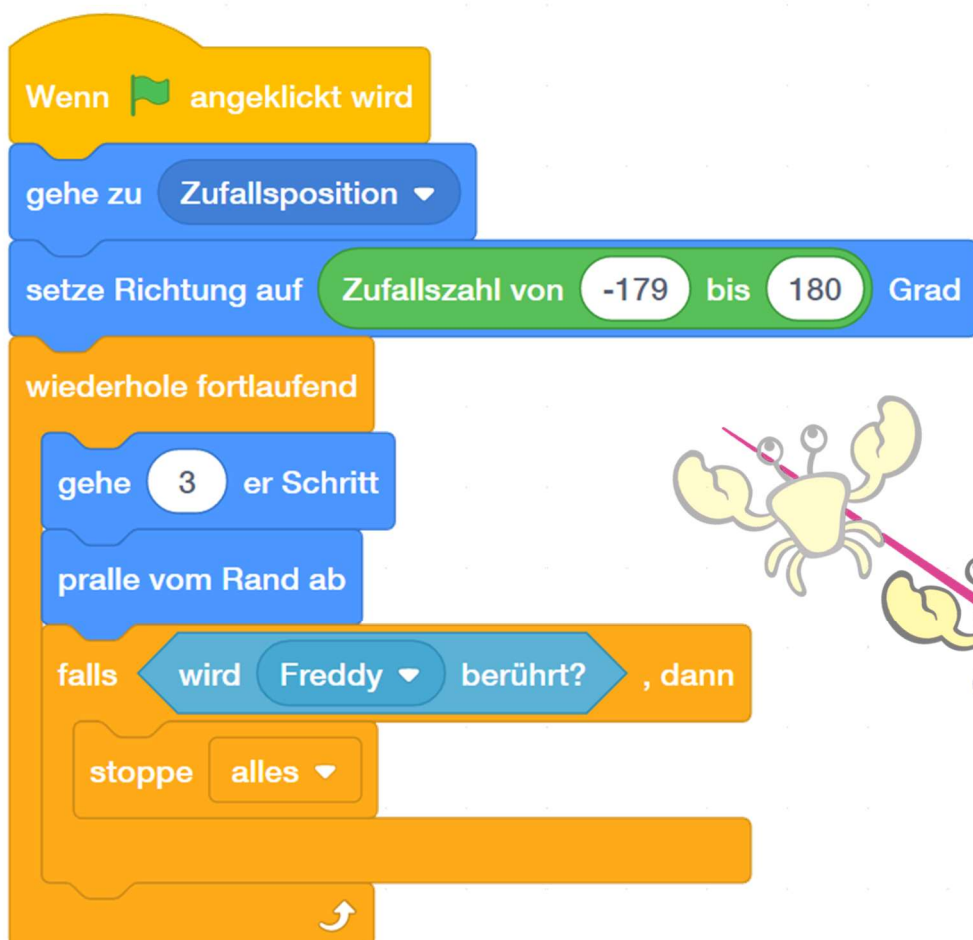 Wenn angeklickt wird
gehe zu Zufallsposition
setze Richtung auf Zufallszahl von -179 bis 180 Grad
wiederhole fortlaufend
gehe 3 er Schritt
pralle vom Rand ab
falls wird Freddy berührt? , dann
stoppe alles